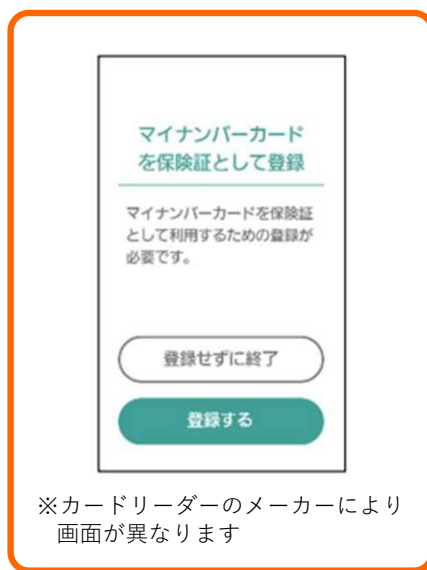 マイナンバーカード
を保険証として登録
マイナンバーカードを保険証
として利用するための登録が
必要です。
登録せずに終了
登録する
※カードリーダーのメーカーにより
画面が異なります